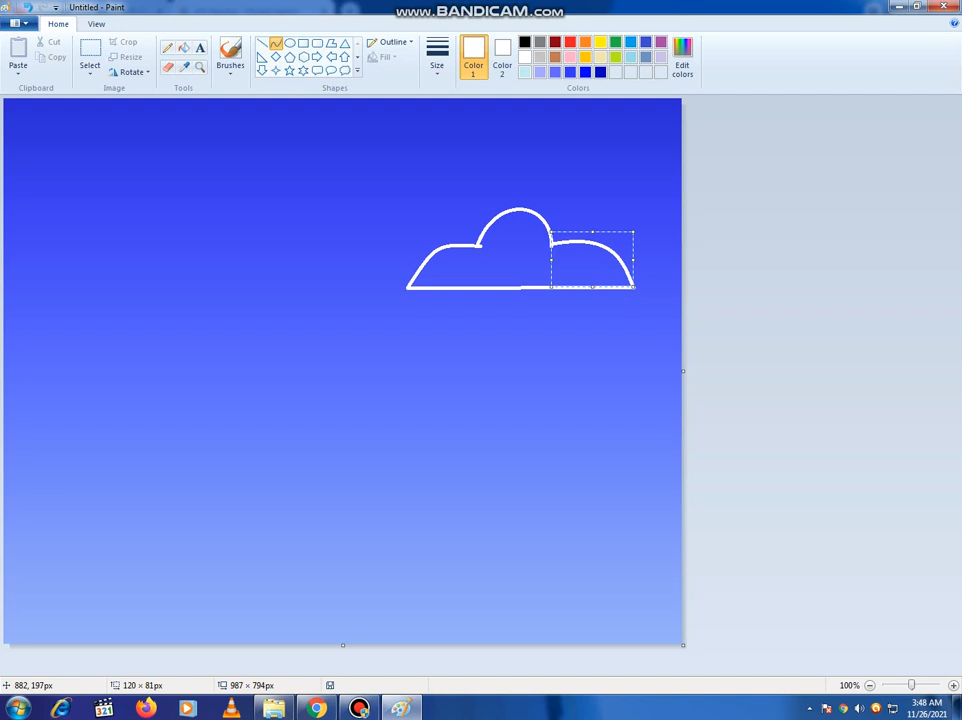 Untitled - Paint
www.BANDICAM.com
Home
View
Paste
Cut
Copy
Clipboard
Select
Crop
Resize
Rotate
Image
A
Tools
Brushes
Outline
Fill
Shapes
Size
Color
1
Color
2
Edit
colors
Colors
882, 197px
120 × 81px
987 × 794px
100%
321
3:48 AM
11/26/2021